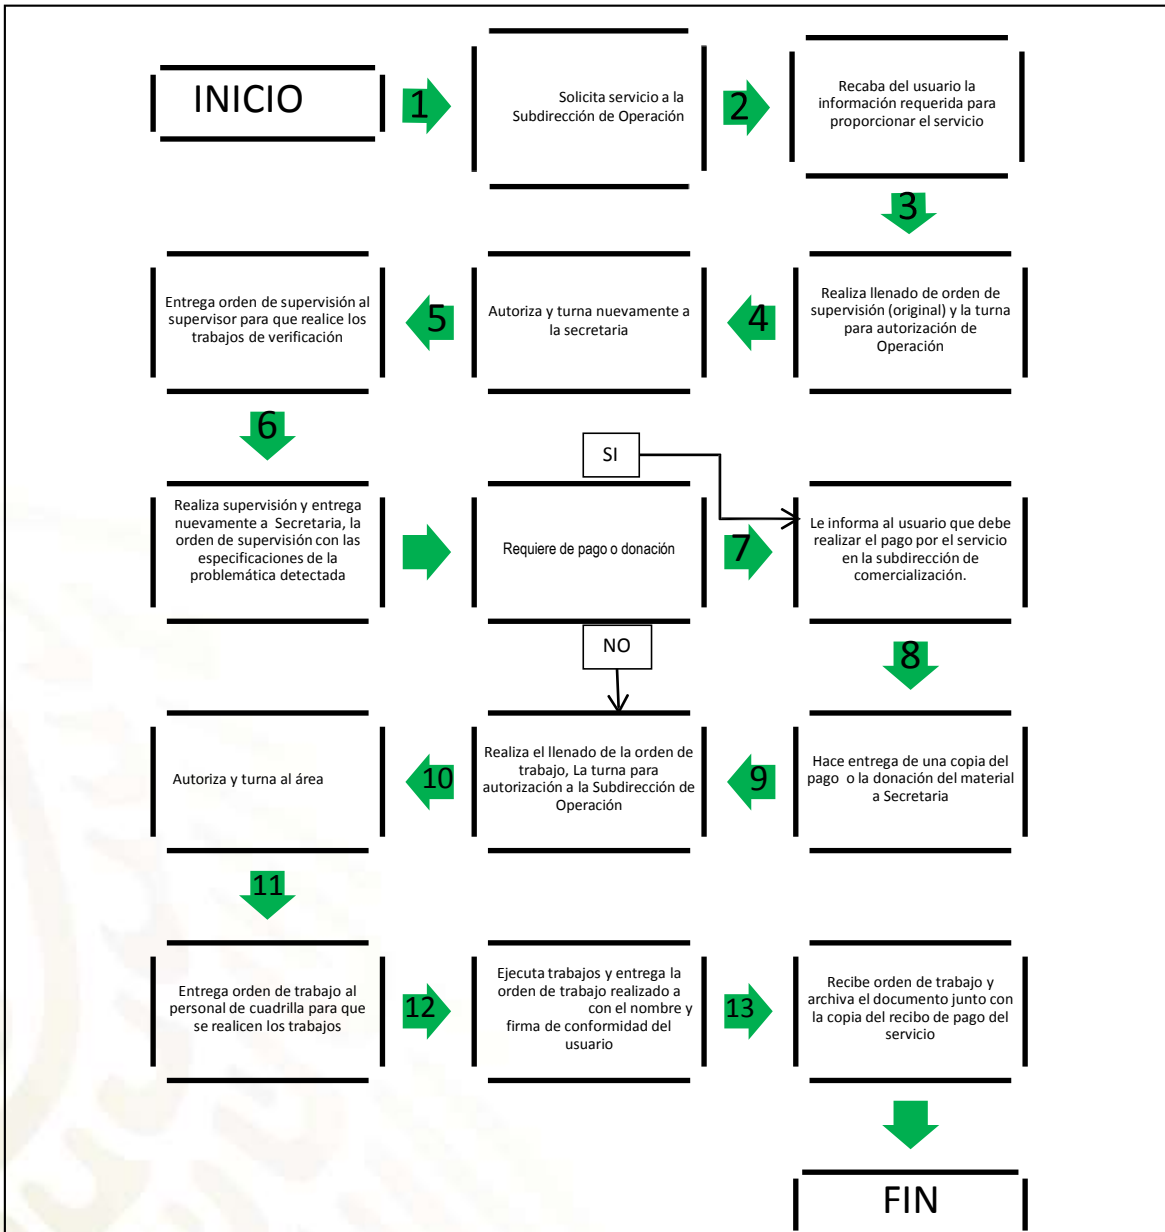 INICIO
1
Solicita servicio a la
Subdirección de Operación
2
Recaba del usuario la
información requerida para
proporcionar el servicio
3
Realiza llenado de orden de
supervisión (original) y la turna
para autorización de
Operación
4
Autoriza y turna nuevamente a
la secretaria
5
Entrega orden de supervisión al
supervisor para que realice los
trabajos de verificación
6
Realiza supervisión y entrega
nuevamente a Secretaria, la
orden de supervisión con las
especificaciones de la
problemática detectada
Requiere de pago o donación
SI
7
Le informa al usuario que debe
realizar el pago por el servicio
en la subdirección de
comercialización.
NO
8
Hace entrega de una copia del
pago o la donación del material
a Secretaria
9
Realiza el llenado de la orden de
trabajo, La turna para
autorización a la Subdirección de
Operación
10
Autoriza y turna al área
11
Entrega orden de trabajo al
personal de cuadrilla para que
se realicen los trabajos
12
Ejecuta trabajos y entrega la
orden de trabajo realizado a
con el nombre y
firma de conformidad del
usuario
13
Recibe orden de trabajo y
archiva el documento junto con
la copia del recibo de pago del
servicio
FIN